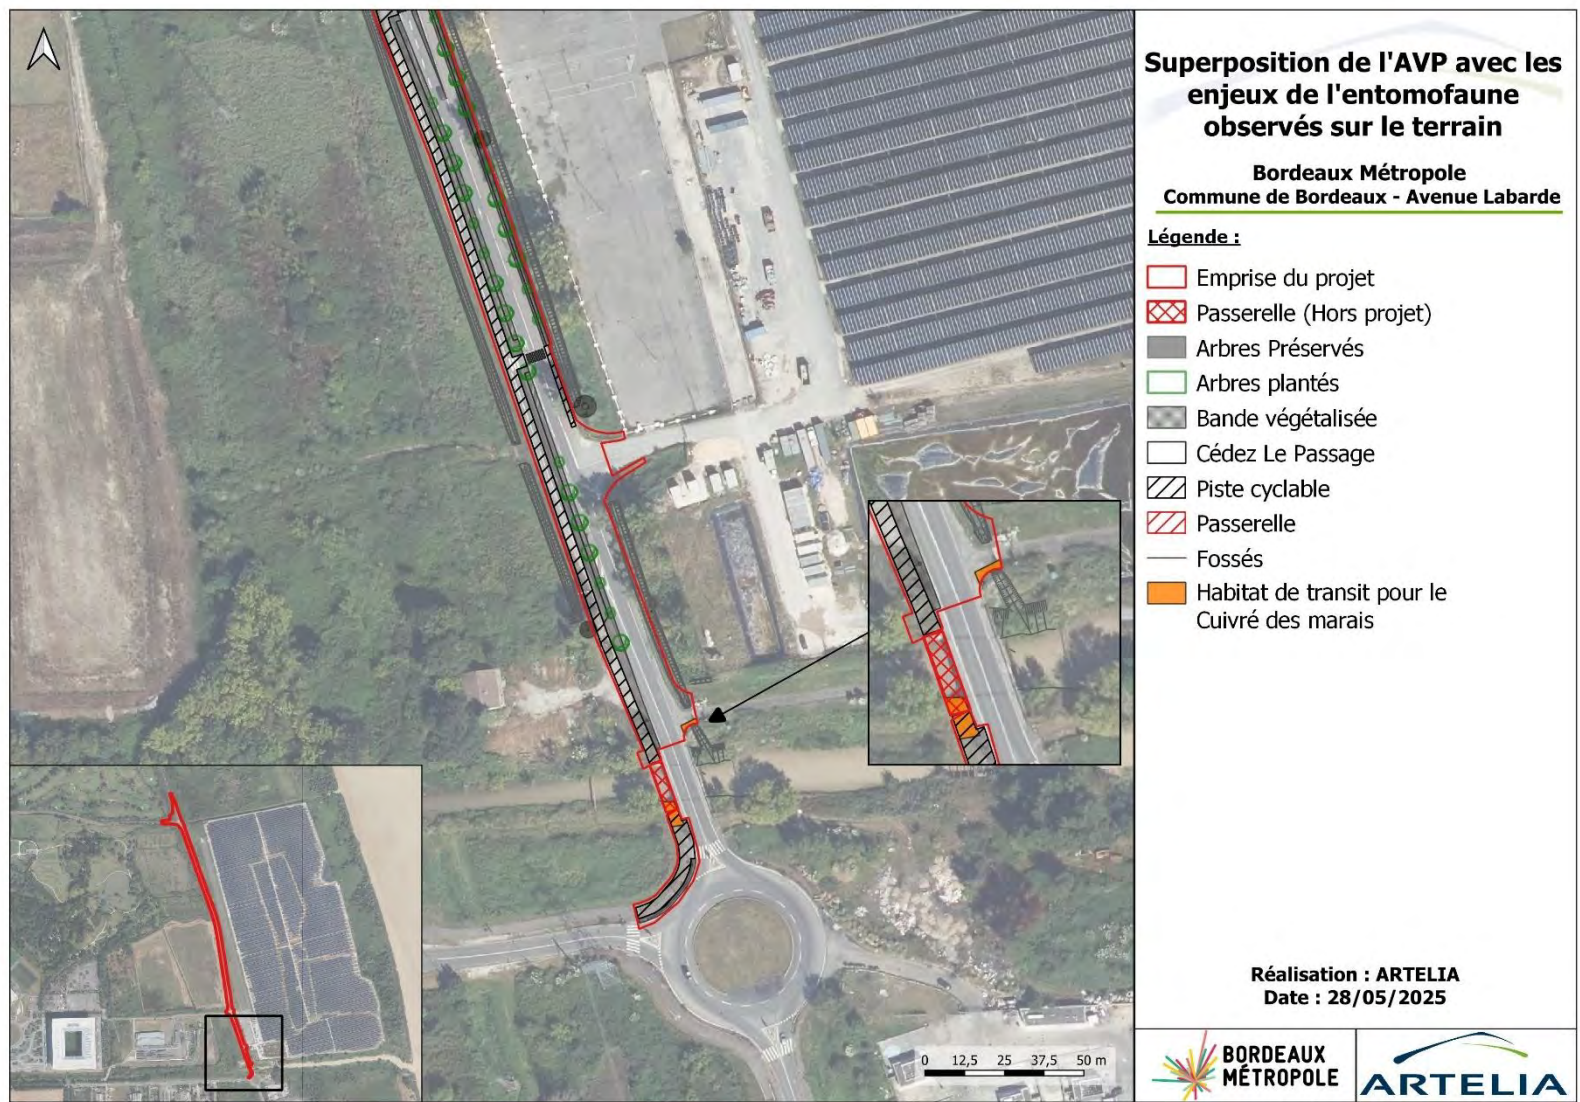 Superposition de l'AVP avec les
enjeux de l'entomofaune
observés sur le terrain
Bordeaux Métropole
Commune de Bordeaux - Avenue Labarde
Légende :
Emprise du projet
Passerelle (Hors projet)
Arbres Préservés
Arbres plantés
Bande végétalisée
Cédez Le Passage
Piste cyclable
Passerelle
Fossés
Habitat de transit pour le
Cuivré des marais
Réalisation : ARTELIA
Date : 28/05/2025
0 12,5 25 37,5 50 m
BORDEAUX
MÉTROPOLE
ARTELIA